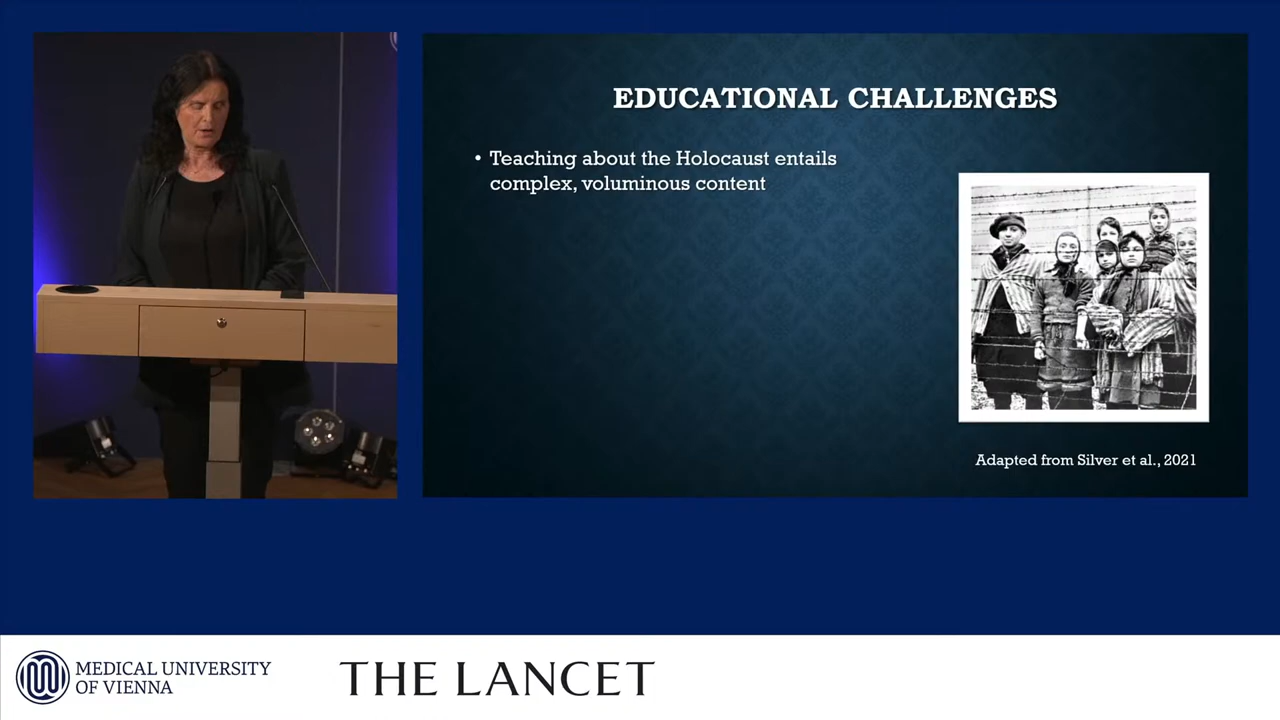 EDUCATIONAL CHALLENGES
• Teaching about the Holocaust entails
complex, voluminous content
Adapted from Silver et al., 2021
MEDICAL UNIVERSITY
OF VIENNA
THE LANCET